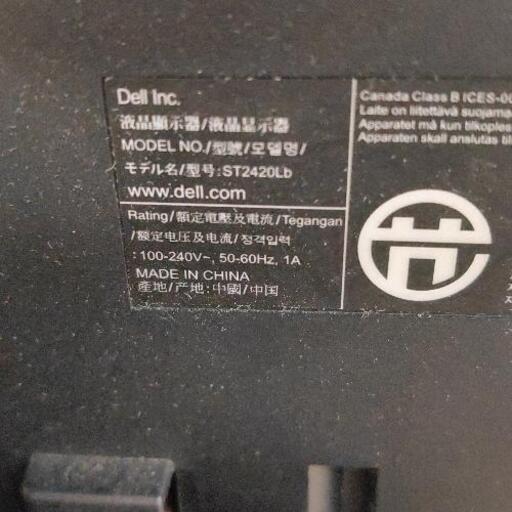 Dell Inc.
液晶顯示器/液晶显示器
MODEL NO./型號/모델명/
モデル名/型号: ST2420Lb
www.dell.com
Rating/額定電壓及電流/Tegangan
/额定电压及电流/정격입력
: 100-240V~, 50-60Hz, 1A
MADE IN CHINA
產地/产地: 中國/中国
Canada Class B ICES-00
Laite on liitettävä suojama
Apparatet må kun tilkoples
Apparaten skall anslutas til